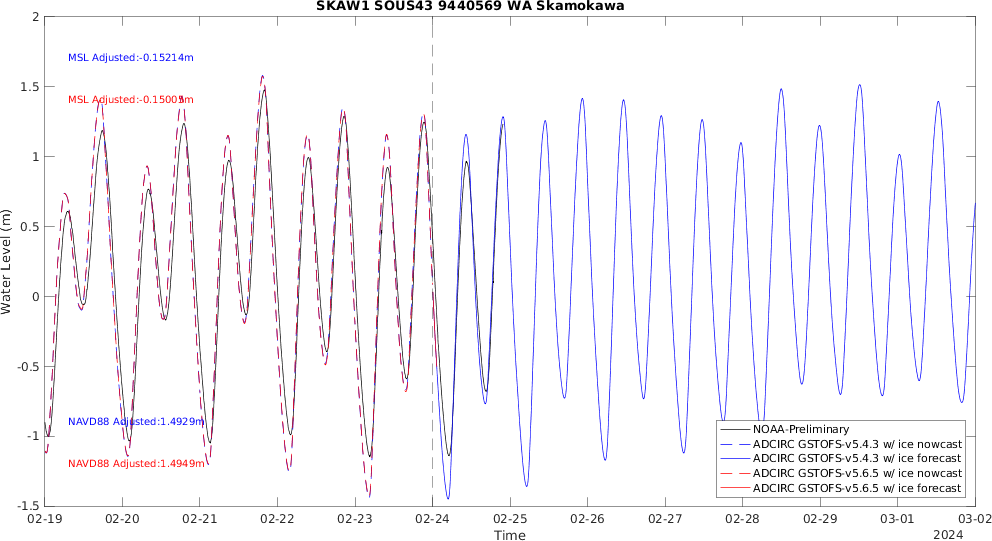 SKAW1 SOUS43 9440569 WA Skamokawa
2
1.5
1
0.5
0
-0.5
-1
-1.5
Water Level (m)
MSL Adjusted:-0.15214m
MSL Adjusted:-0.15005m
NAVD88 Adjusted:1.4929m
NAVD88 Adjusted:1.4949m
NOAA-Preliminary
ADCIRC GSTOFS-v5.4.3 w/ ice nowcast
ADCIRC GSTOFS-v5.4.3 w/ ice forecast
ADCIRC GSTOFS-v5.6.5 w/ ice nowcast
ADCIRC GSTOFS-v5.6.5 w/ ice forecast
02-19 02-20 02-21 02-22 02-23 02-24 02-25 02-26 02-27 02-28 02-29 03-01 03-02
Time
2024